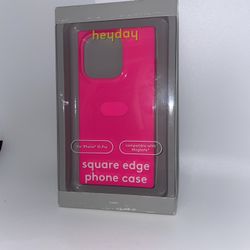 heyday
for iPhone® 15 Pro
compatible with
MagSafe®
square edge
phone case